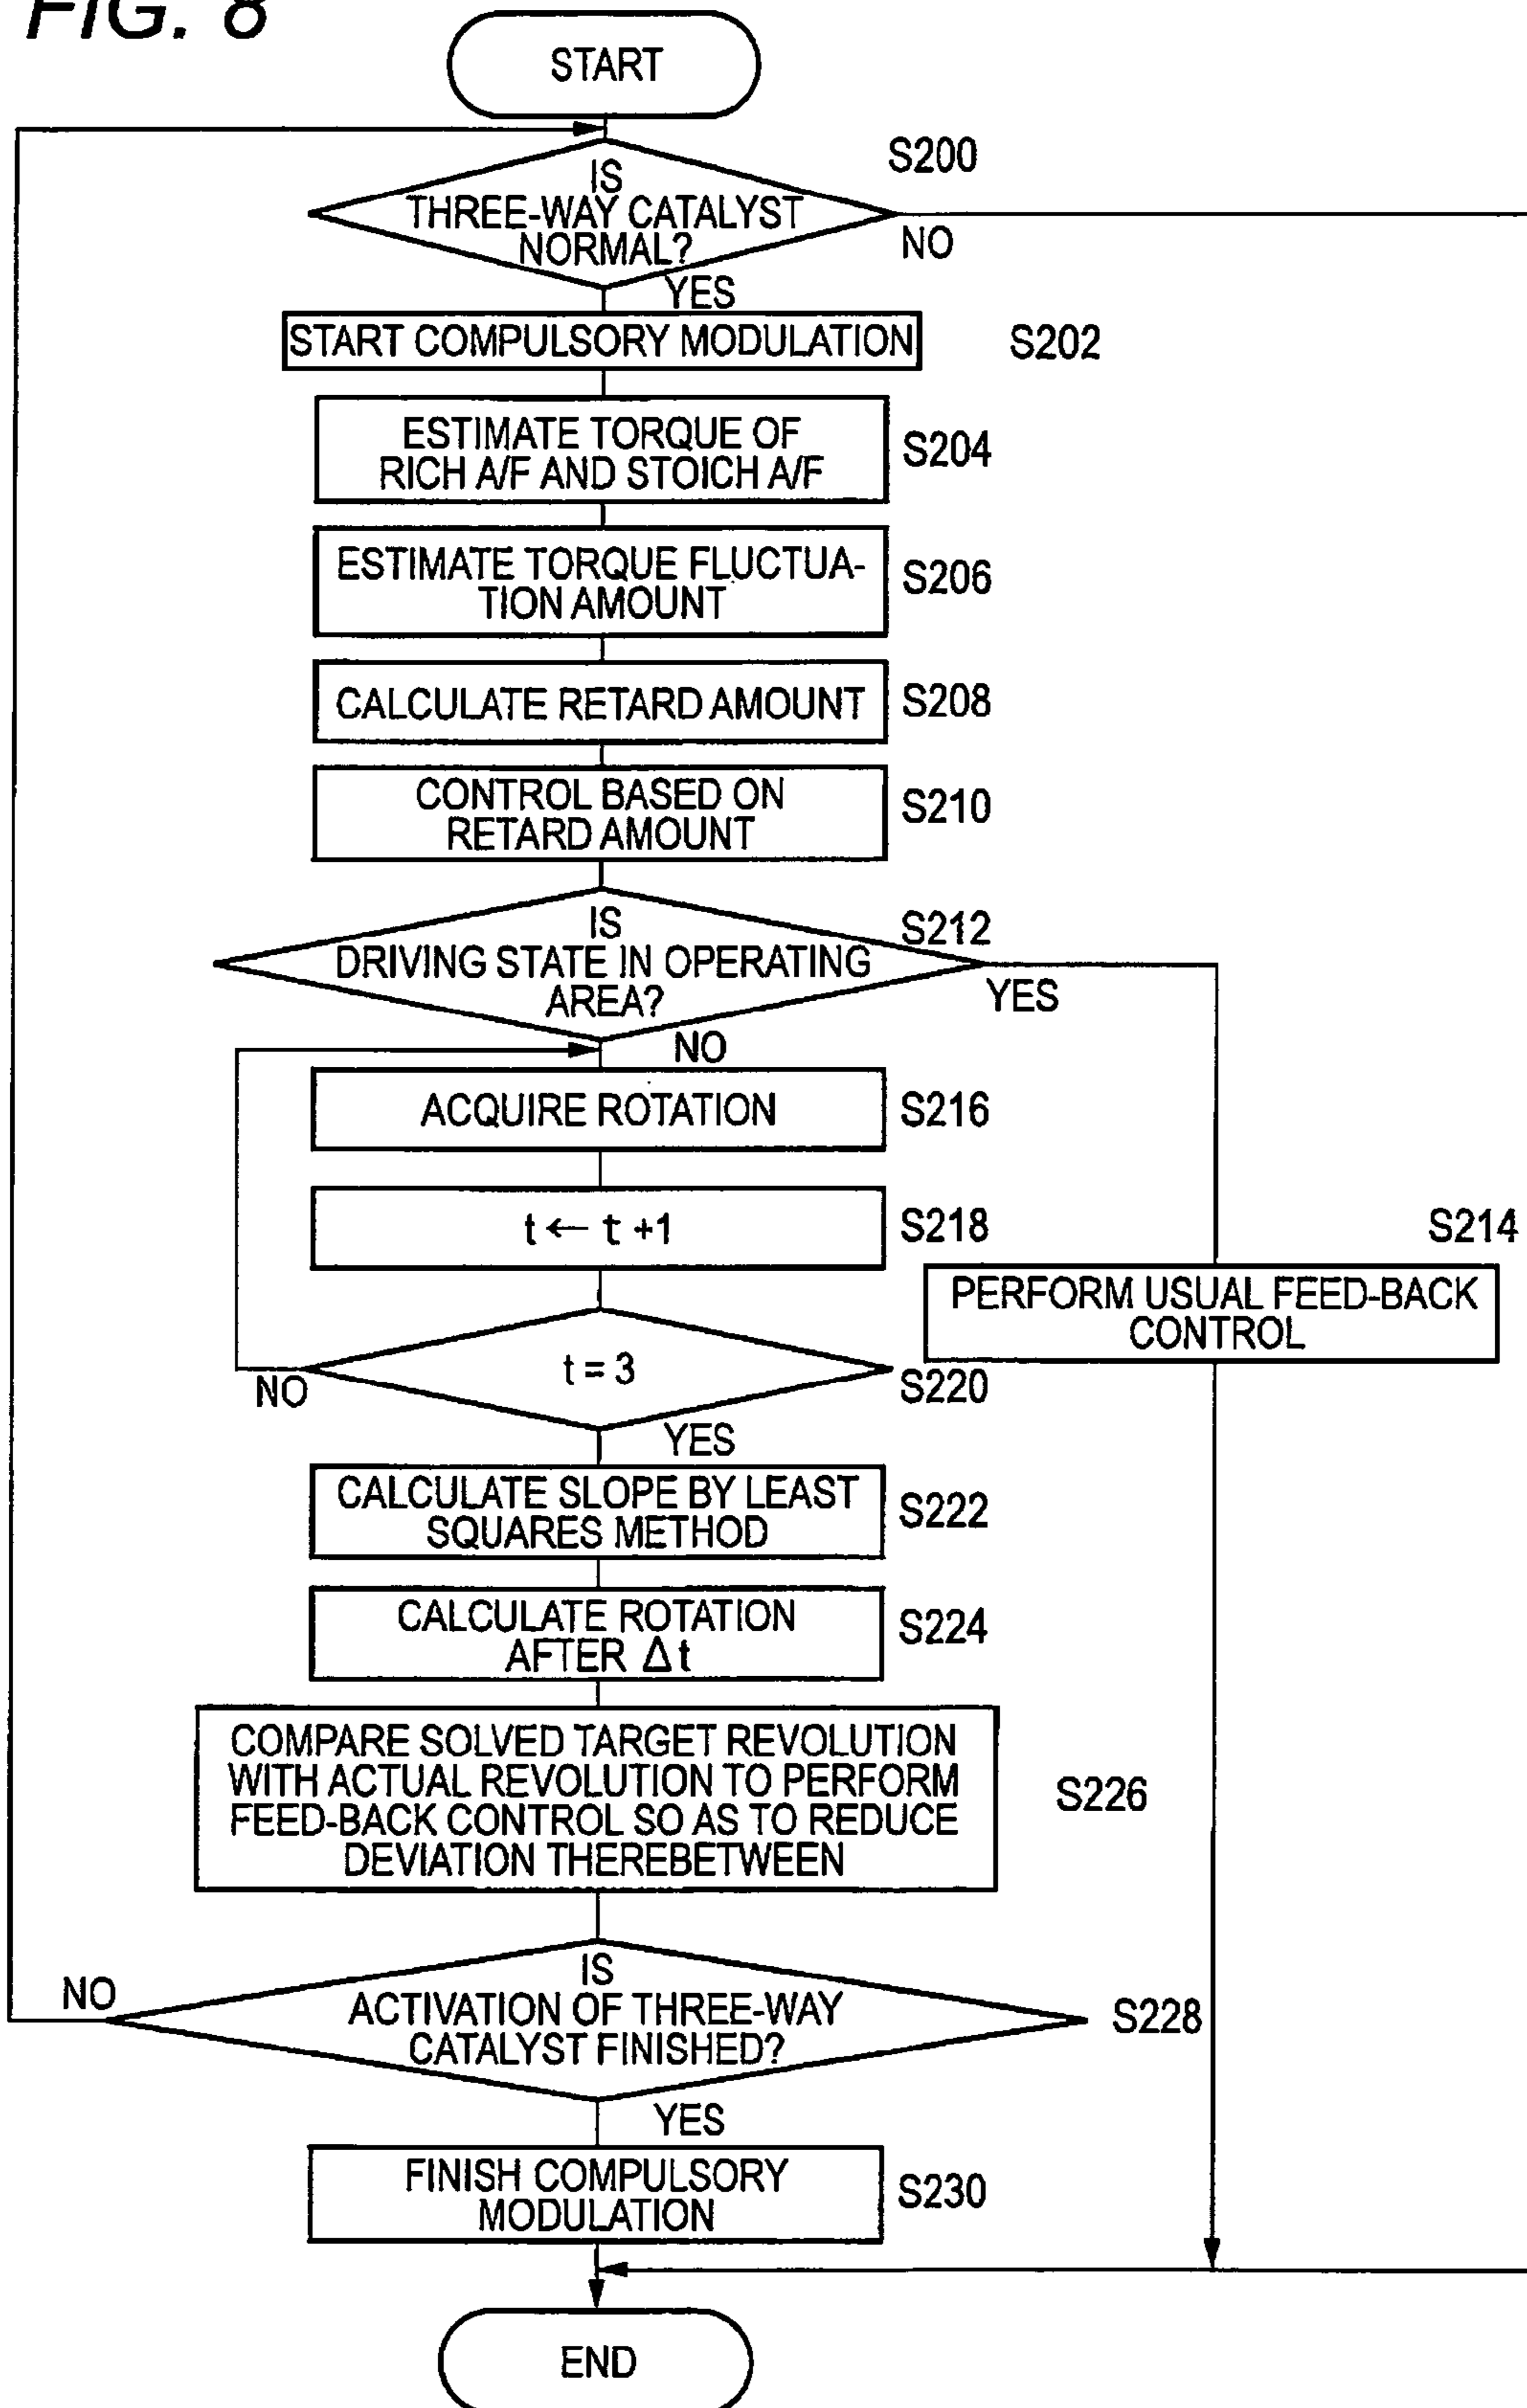 FIG. 8
START
IS
THREE-WAY CATALYST
NORMAL?
S200
NO
YES
START COMPULSORY MODULATION
S202
ESTIMATE TORQUE OF
RICH A/F AND STOICH A/F
S204
ESTIMATE TORQUE FLUCTUA-
TION AMOUNT
S206
CALCULATE RETARD AMOUNT
S208
CONTROL BASED ON
RETARD AMOUNT
S210
IS
DRIVING STATE IN OPERATING
AREA?
S212
YES
NO
ACQUIRE ROTATION
S216
t ← t +1
S218
S214
PERFORM USUAL FEED-BACK
CONTROL
t = 3
S220
NO
YES
CALCULATE SLOPE BY LEAST
SQUARES METHOD
S222
CALCULATE ROTATION
AFTER Δt
S224
COMPARE SOLVED TARGET REVOLUTION
WITH ACTUAL REVOLUTION TO PERFORM
FEED-BACK CONTROL SO AS TO REDUCE
DEVIATION THEREBETWEEN
S226
IS
ACTIVATION OF THREE-WAY
CATALYST FINISHED?
NO
S228
YES
FINISH COMPULSORY
MODULATION
S230
END